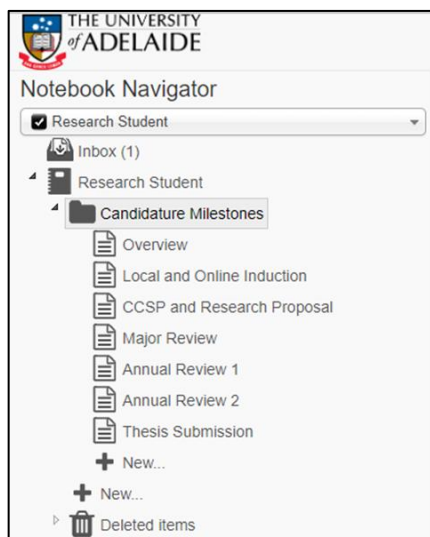 THE UNIVERSITY
of ADELAIDE
Notebook Navigator
Research Student
Inbox (1)
Research Student
Candidature Milestones
Overview
Local and Online Induction
CCSP and Research Proposal
Major Review
Annual Review 1
Annual Review 2
Thesis Submission
New...
New...
Deleted items